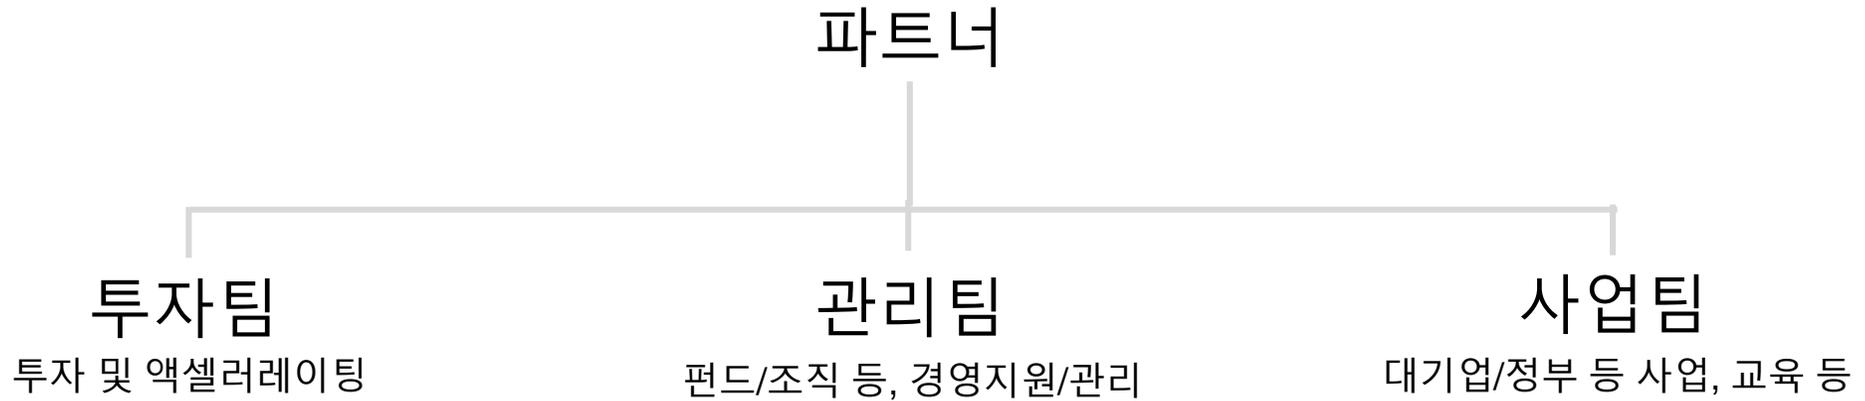 파트너
투자팀
투자 및 액셀러레이팅
관리팀
펀드/조직 등, 경영지원/관리
사업팀
대기업/정부 등 사업, 교육 등